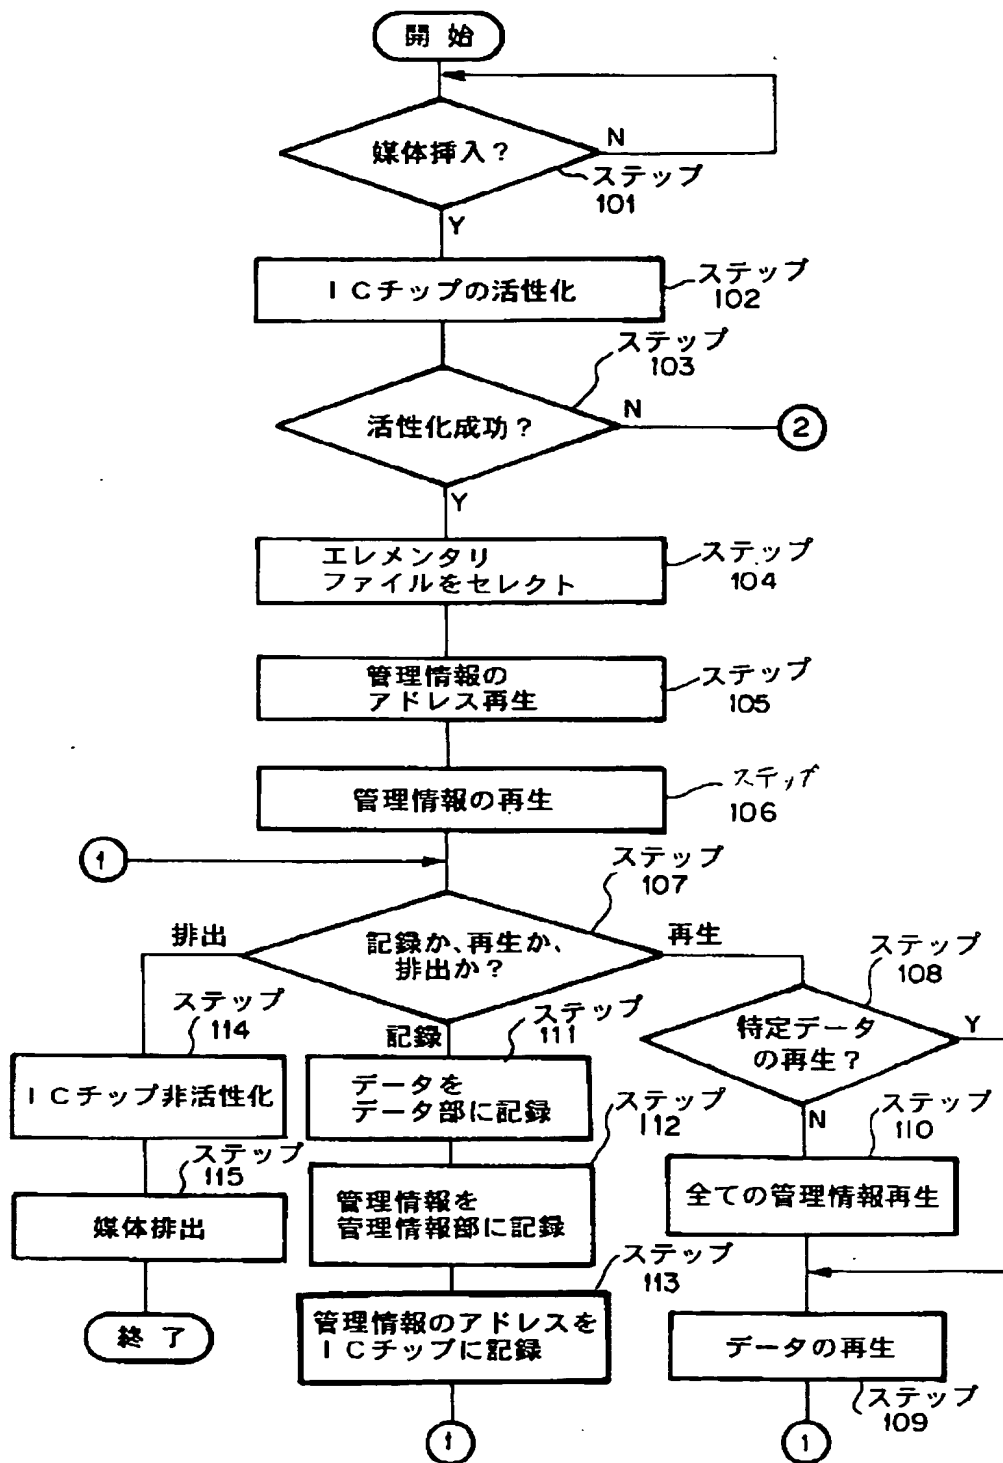 開始
媒体挿入?
N
ステップ
101
Y
ICチップの活性化
ステップ
102
ステップ
103
活性化成功?
N
2
Y
エレメンタリ
ファイルをセレクト
ステップ
104
管理情報の
アドレス再生
ステップ
105
管理情報の再生
ステップ
106
1
ステップ
107
排出
記録か、再生か、
排出か?
再生
記録
ステップ
108
特定データ
の再生?
Y
N
ステップ
114
ICチップ非活性化
ステップ
115
媒体排出
終了
ステップ
111
データを
データ部に記録
ステップ
112
管理情報を
管理情報部に記録
ステップ
113
管理情報のアドレスを
ICチップに記録
1
ステップ
110
全ての管理情報再生
データの再生
ステップ
109
1